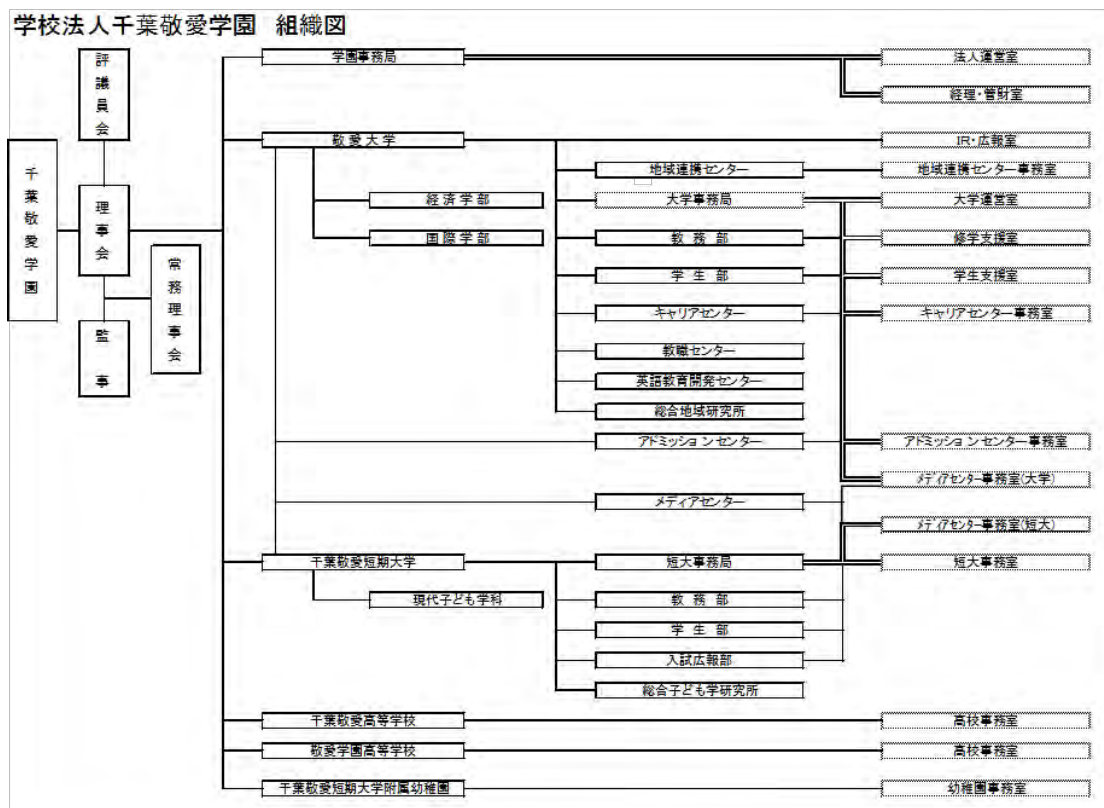 学校法人千葉敬愛学園 組織図
千葉敬愛学園
評議員会
理事会
常務理事会
監事
学園事務局
法人運営室
経理・管財室
敬愛大学
IR・広報室
地域連携センター
地域連携センター事務室
経済学部
大学事務局
大学運営室
国際学部
教務部
修学支援室
学生部
学生支援室
キャリアセンター
キャリアセンター事務室
教職センター
英語教育開発センター
総合地域研究所
アドミッションセンター
アドミッションセンター事務室
メディアセンター事務室(大学)
メディアセンター
メディアセンター事務室(短大)
千葉敬愛短期大学
短大事務局
短大事務室
現代子ども学科
教務部
学生部
入試広報部
総合子ども学研究所
千葉敬愛高等学校
高校事務室
敬愛学園高等学校
高校事務室
千葉敬愛短期大学附属幼稚園
幼稚園事務室